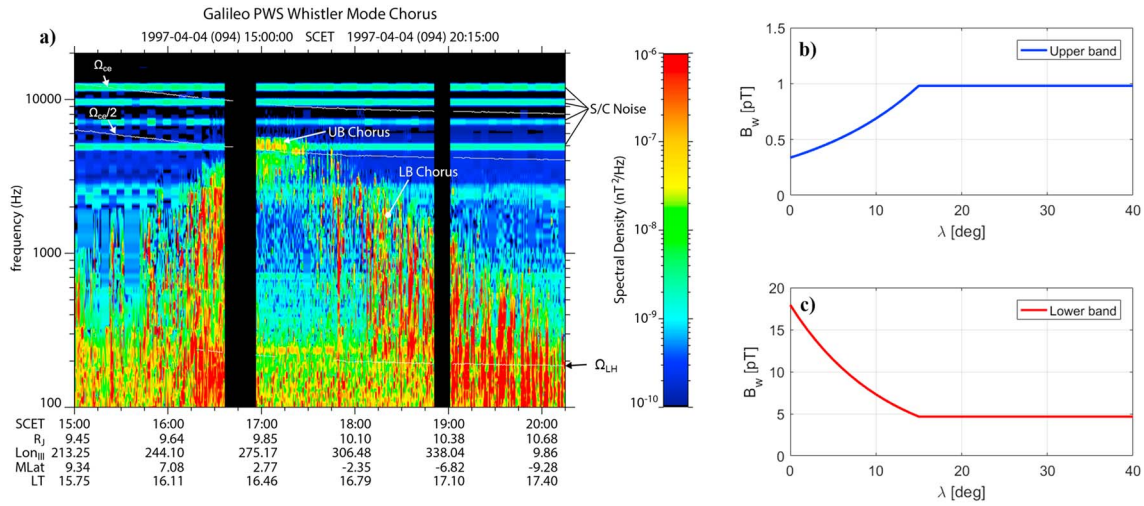 Galileo PWS Whistler Mode Chorus
1997-04-04 (094) 15:00:00 SCET 1997-04-04 (094) 20:15:00
a)
Ωce
Ωce/2
UB Chorus
LB Chorus
S/C Noise
ΩLH
frequency (Hz)
10000
1000
100
15:00 16:00 17:00 18:00 19:00 20:00
SCET
RJ 9.45 9.64 9.85 10.10 10.38 10.68
LonIII 213.25 244.10 275.17 306.48 338.04 9.86
MLat 9.34 7.08 2.77 -2.35 -6.82 -9.28
LT 15.75 16.11 16.46 16.79 17.10 17.40
Spectral Density (nT²/Hz)
10⁻⁶
10⁻⁷
10⁻⁸
10⁻⁹
10⁻¹⁰
b)
Upper band
Bw [pT]
1.5
1
0.5
0
0 10 20 30 40
λ [deg]
c)
Lower band
Bw [pT]
20
15
10
5
0
0 10 20 30 40
λ [deg]